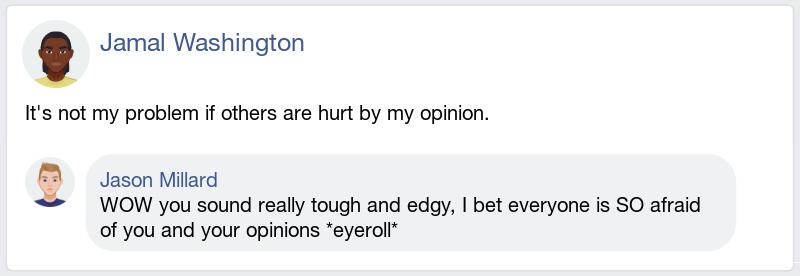 Jamal Washington
It's not my problem if others are hurt by my opinion.
Jason Millard
WOW you sound really tough and edgy, I bet everyone is SO afraid
of you and your opinions *eyeroll*